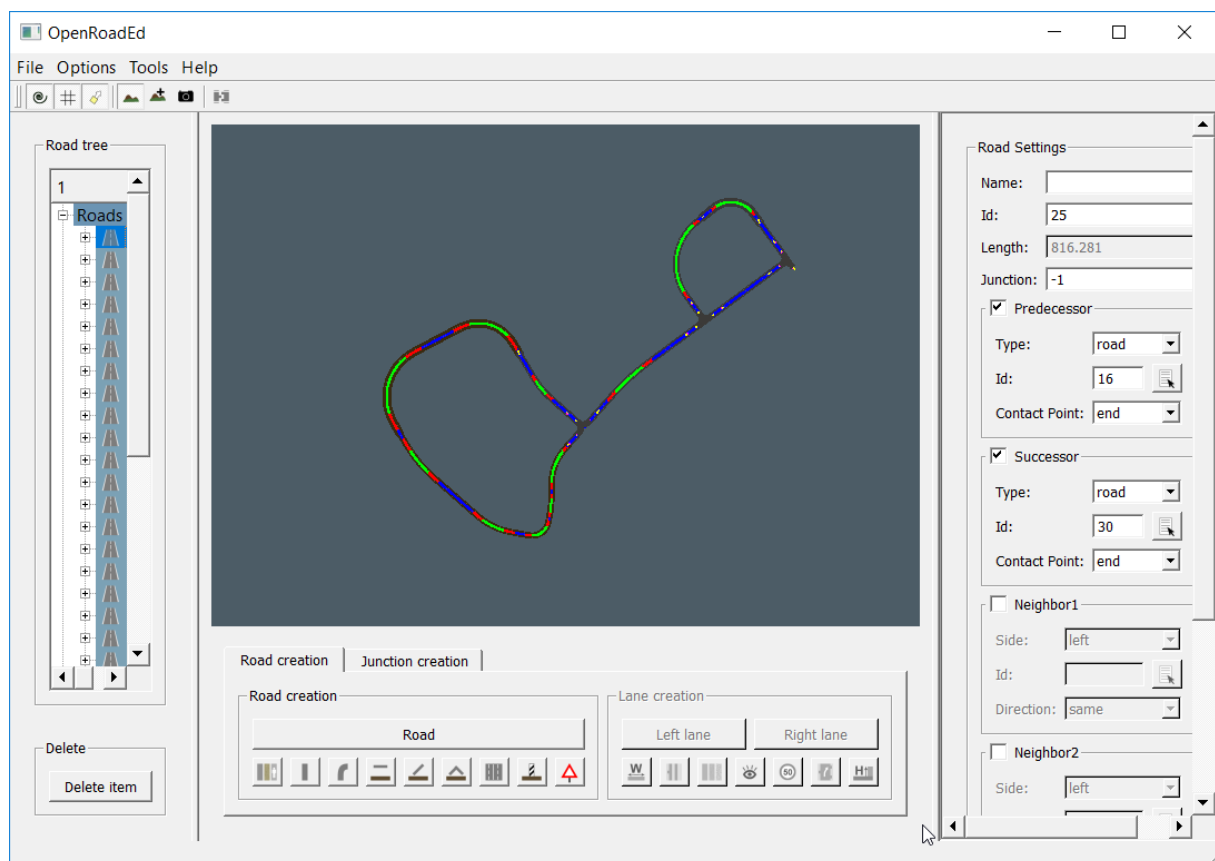 OpenRoadEd
File Options Tools Help
Road tree
1
Roads
Delete
Delete item
Road creation
Junction creation
Road creation
Road
Lane creation
Left lane
Right lane
W
50
H
Road Settings
Name:
Id: 25
Length: 816.281
Junction: -1
Predecessor
Type: road
Id: 16
Contact Point: end
Successor
Type: road
Id: 30
Contact Point: end
Neighbor1
Side: left
Id:
Direction: same
Neighbor2
Side: left